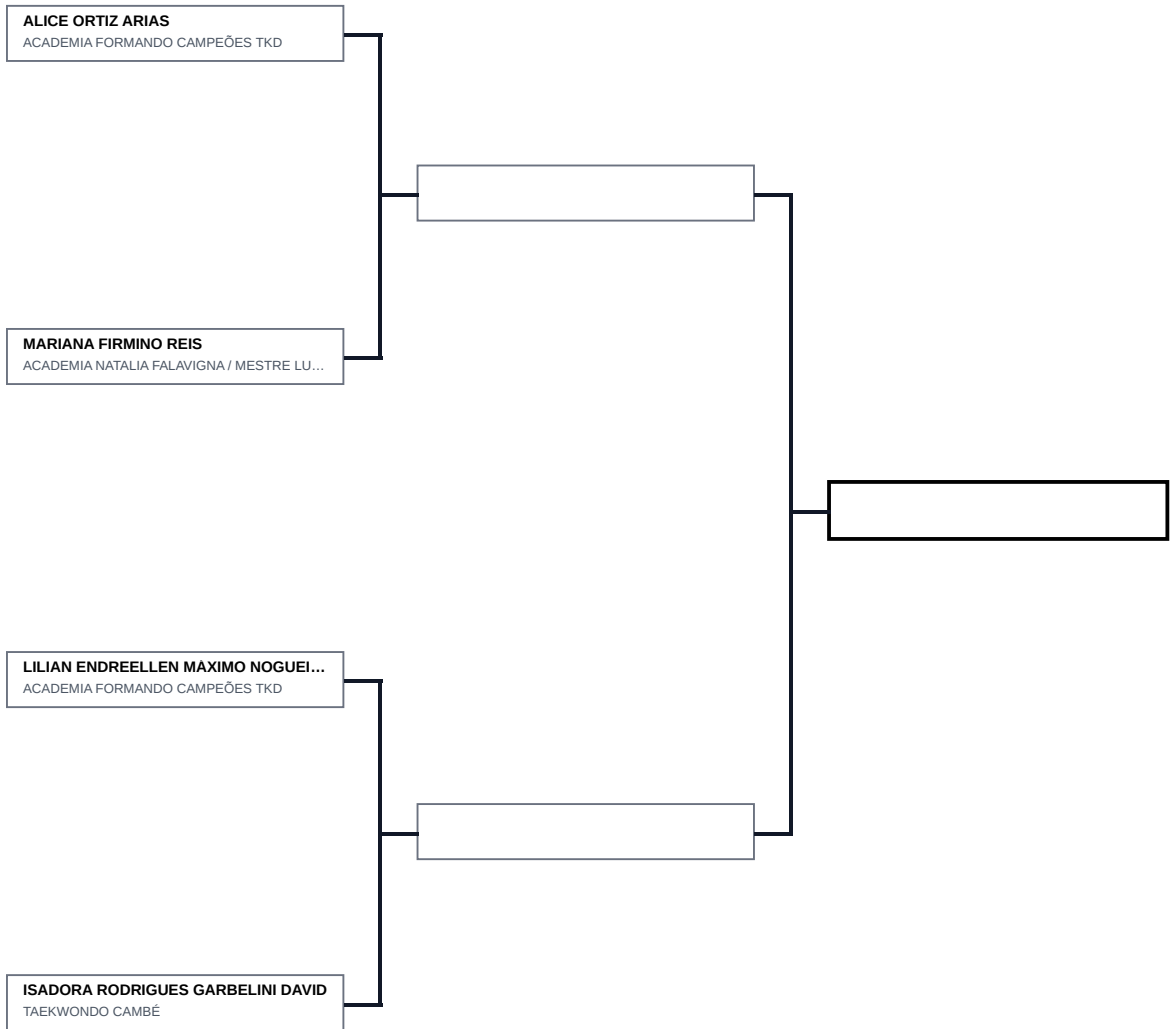 ALICE ORTIZ ARIAS
ACADEMIA FORMANDO CAMPEÕES TKD
MARIANA FIRMINO REIS
ACADEMIA NATALIA FALAVIGNA / MESTRE LU…
LILIAN ENDREELLEN MÁXIMO NOGUEI…
ACADEMIA FORMANDO CAMPEÕES TKD
ISADORA RODRIGUES GARBELINI DAVID
TAEKWONDO CAMBÉ